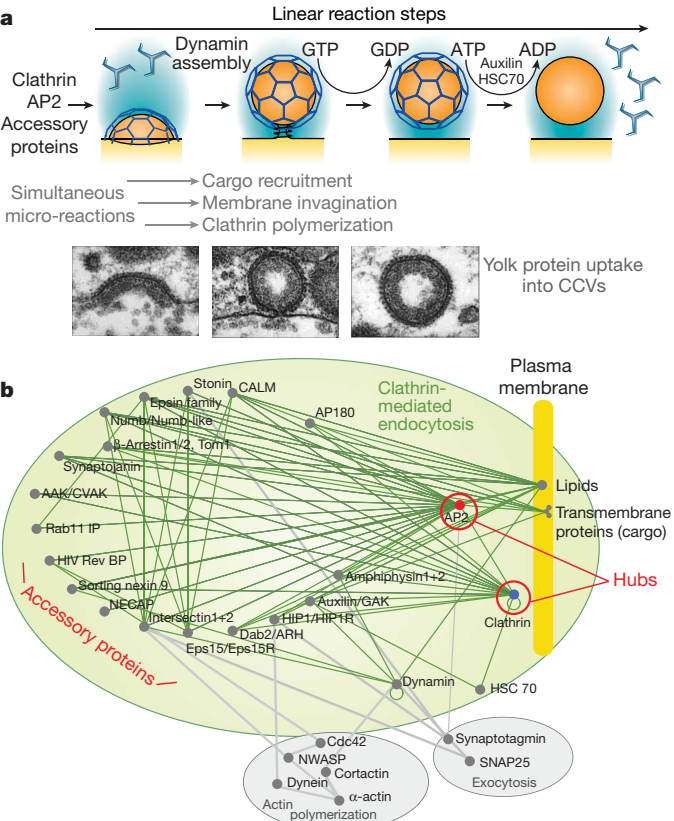 a
Linear reaction steps
Clathrin
AP2
Accessory
proteins
Dynamin
assembly
GTP
GDP
ATP
Auxilin
HSC70
ADP
Simultaneous
micro-reactions
Cargo recruitment
Membrane invagination
Clathrin polymerization
Yolk protein uptake
into CCVs
b
Plasma
membrane
Clathrin-
mediated
endocytosis
Stonin
CALM
Epsin family
AP180
Numb/Numb-like
β-Arrestin1/2, Tom1
Synaptojanin
AAK/CVAK
Rab11 IP
HIV Rev BP
Sorting nexin 9
NECAP
Intersectin1+2
Eps15/Eps15R
Dab2/ARH
HIP1/HIP1R
Auxilin/GAK
Amphiphysin1+2
AP2
Clathrin
Lipids
Transmembrane
proteins (cargo)
Hubs
Accessory proteins
Dynamin
HSC 70
Cdc42
NWASP
Cortactin
Dynein
α-actin
Actin
polymerization
Synaptotagmin
SNAP25
Exocytosis